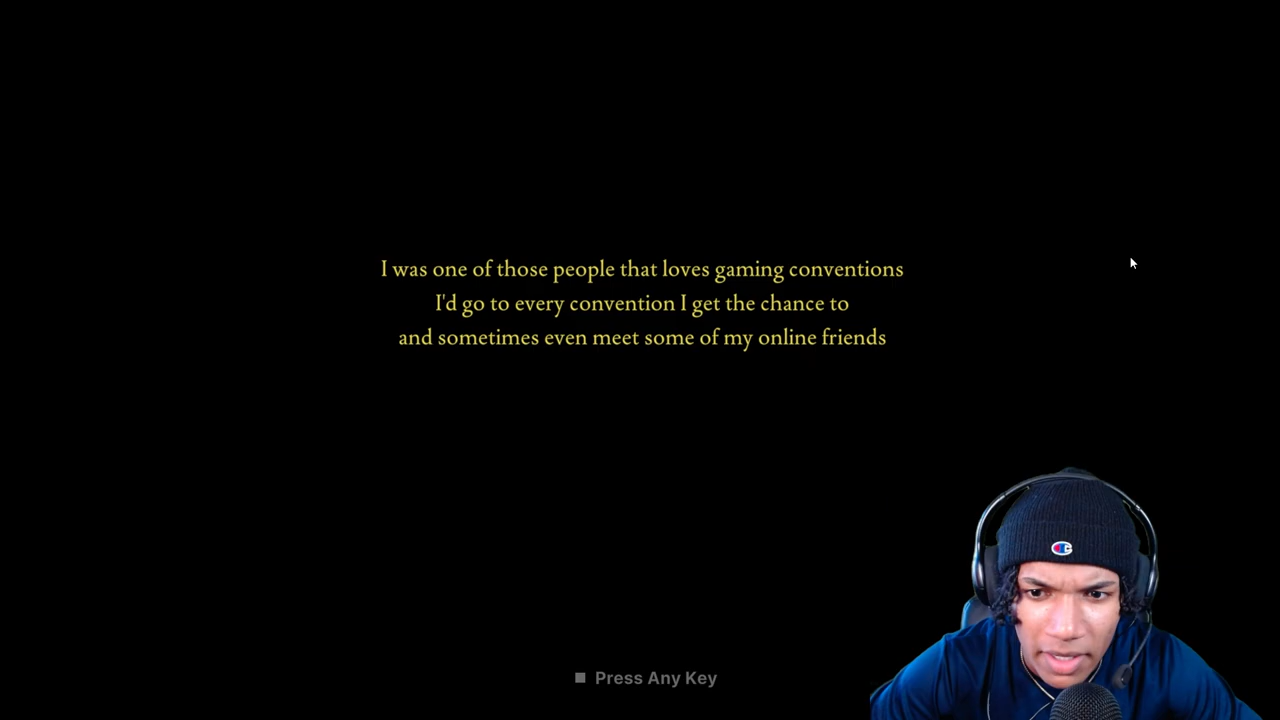 I was one of those people that loves gaming conventions
I'd go to every convention I get the chance to
and sometimes even meet some of my online friends
Press Any Key